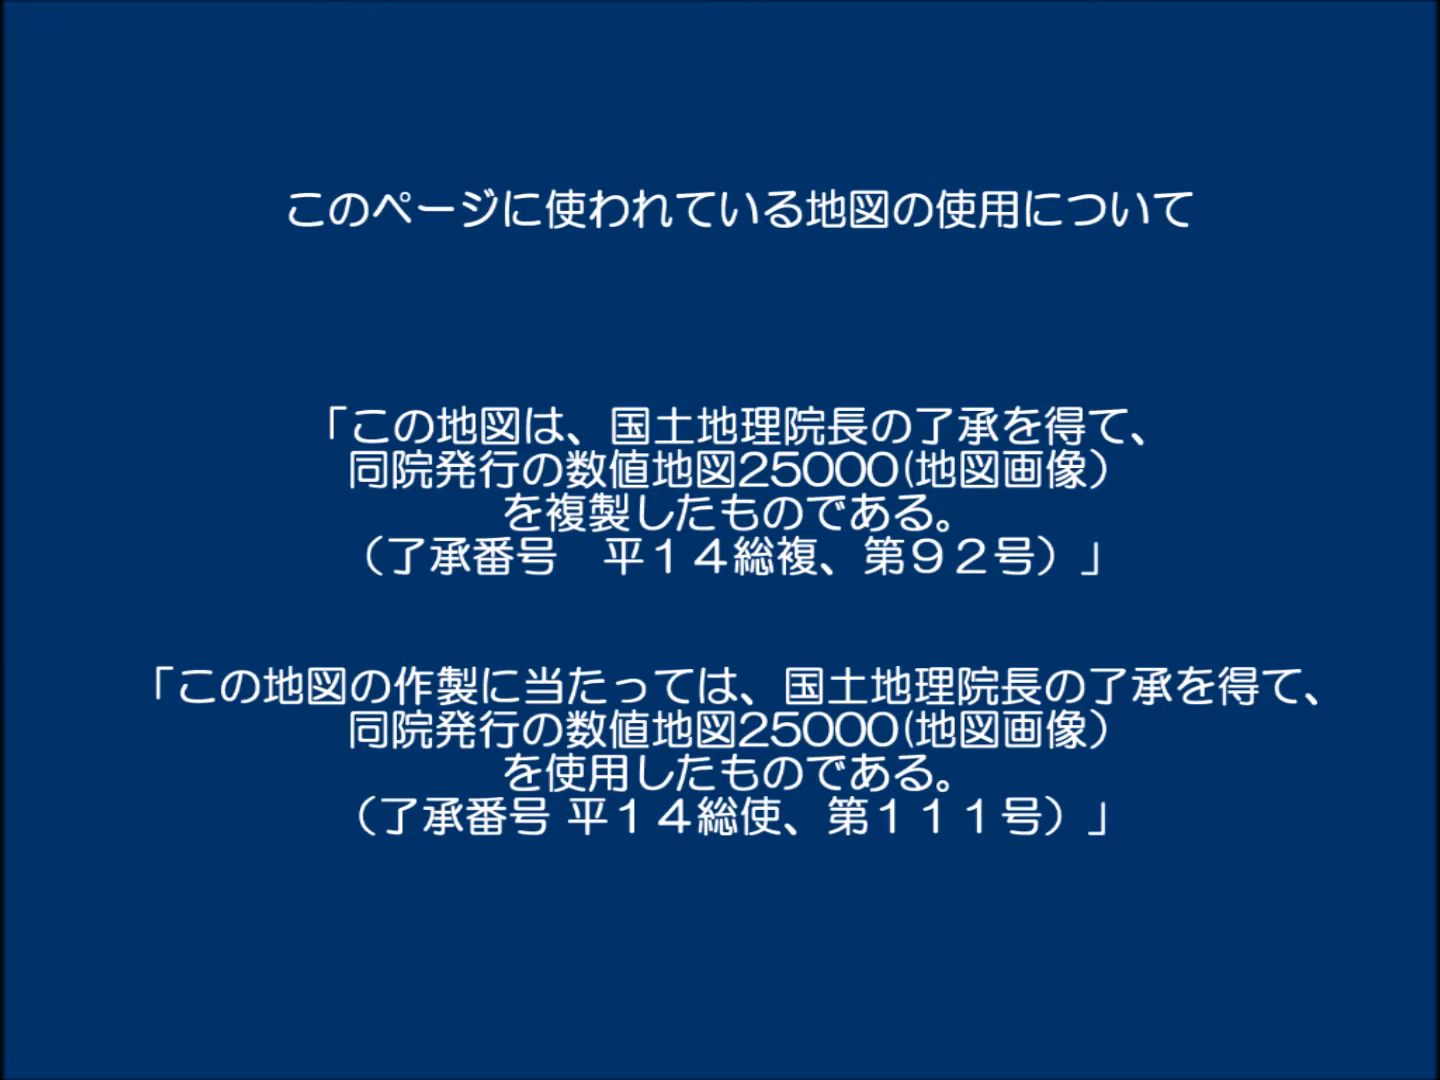 このページに使われている地図の使用について
「この地図は、国土地理院長の了承を得て、
同院発行の数値地図25000(地図画像）
を複製したものである。
（了承番号　平１４総複、第９２号）」
「この地図の作製に当たっては、国土地理院長の了承を得て、
同院発行の数値地図25000(地図画像）
を使用したものである。
（了承番号 平１４総使、第１１１号）」